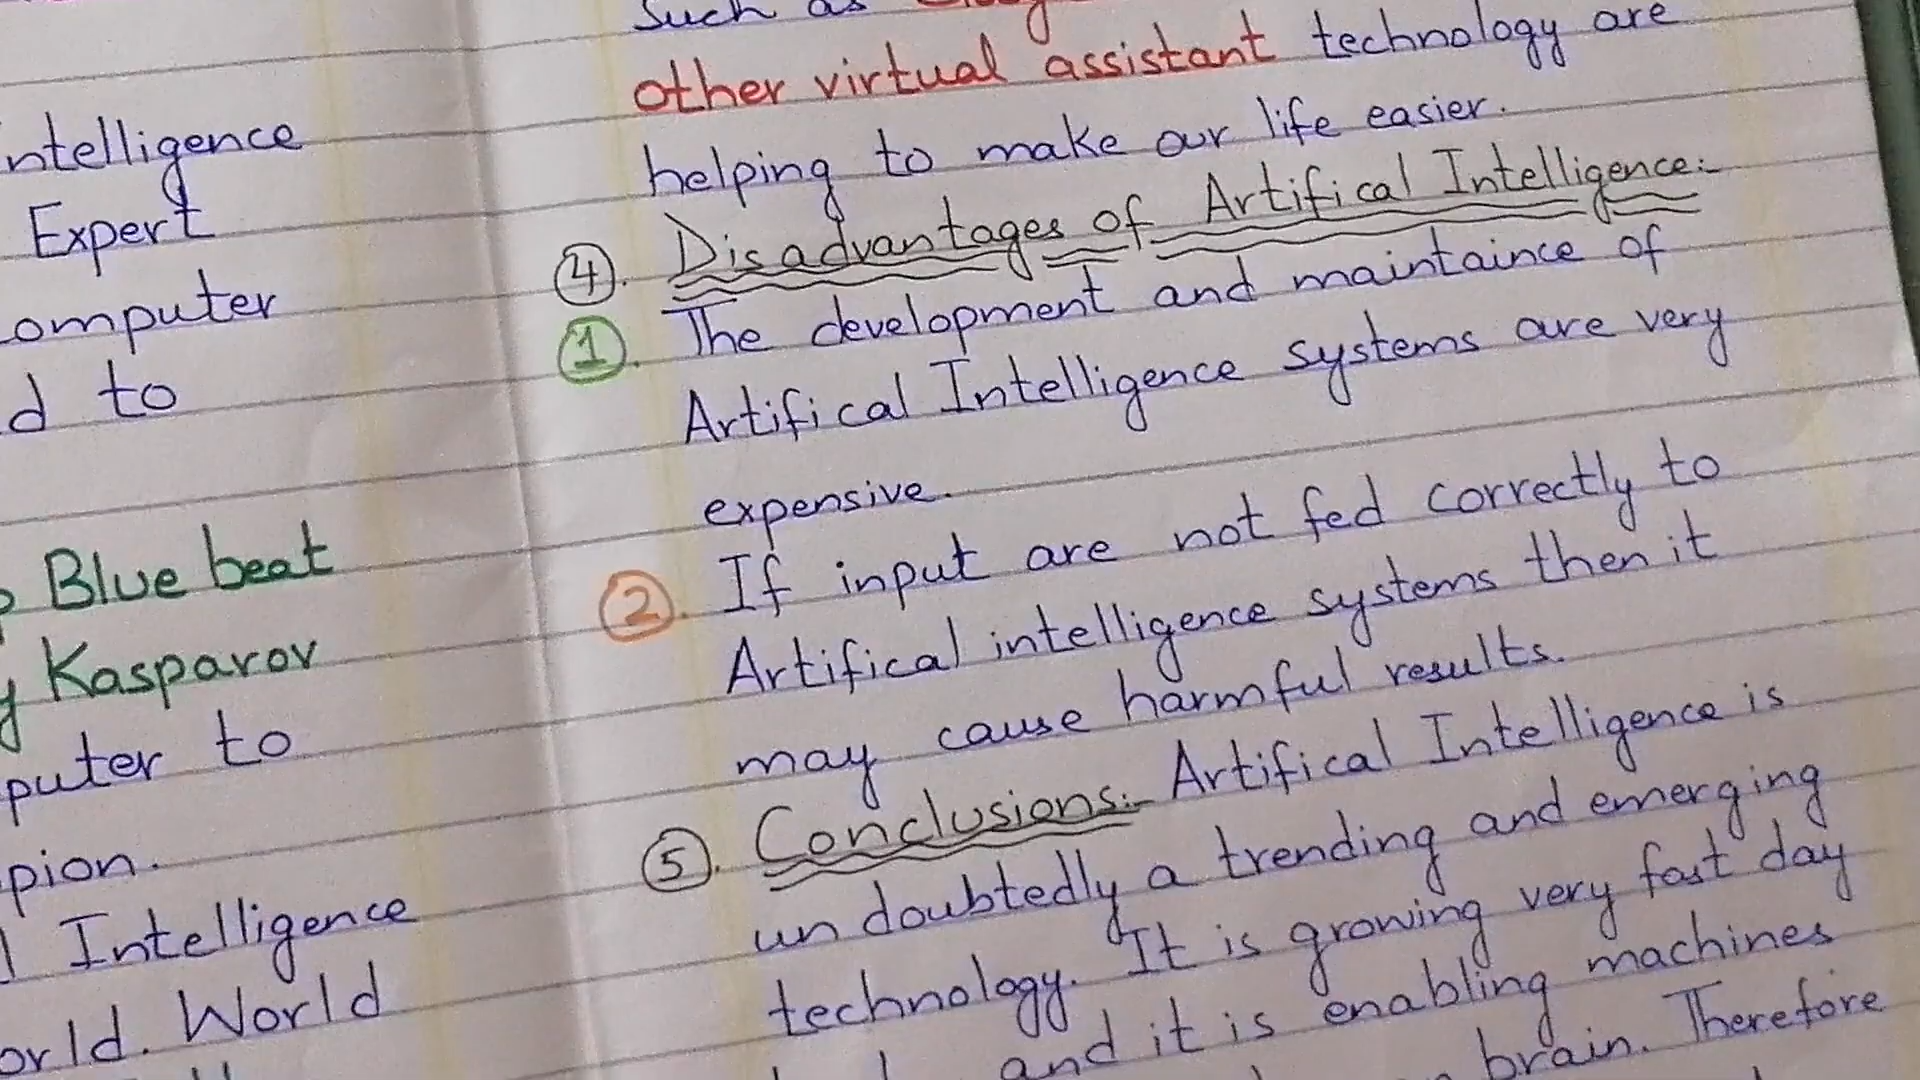 ntelligence
Expert
omputer
d to
Blue beat
Kasparov
puter to
pion.
Intelligence
orld. World
such as
other virtual assistant technology are
helping to make our life easier.
4. Disadvantages of Artifical Intelligence:-
1. The development and maintaince of
Artifical Intelligence systems are very
expensive.
2. If input are not fed correctly to
Artifical intelligence systems then it
may cause harmful results.
5. Conclusions:- Artifical Intelligence is
undoubtedly a trending and emerging
technology. It is growing very fast day
and it is enabling machines
brain. Therefore